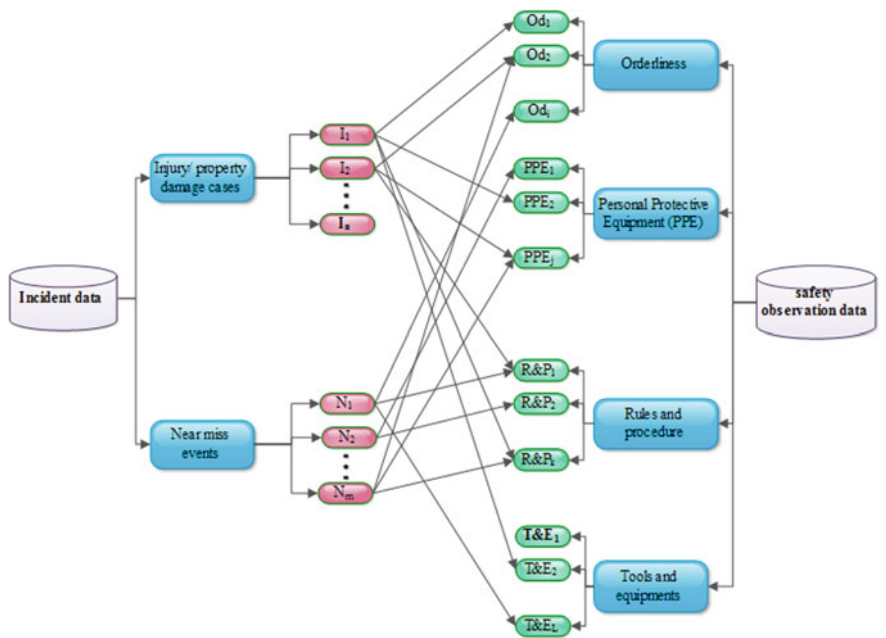 Incident data
Injury/ property
damage cases
Near miss
events
I₁
I₂
Iₙ
N₁
N₂
Nₘ
Od₁
Od₂
Odᵢ
PPE₁
PPE₂
PPEⱼ
R&P₁
R&P₂
T&E₁
T&E₂
T&E_L
Orderliness
Personal Protective
Equipment (PPE)
Rules and
procedure
Tools and
equipments
safety
observation data